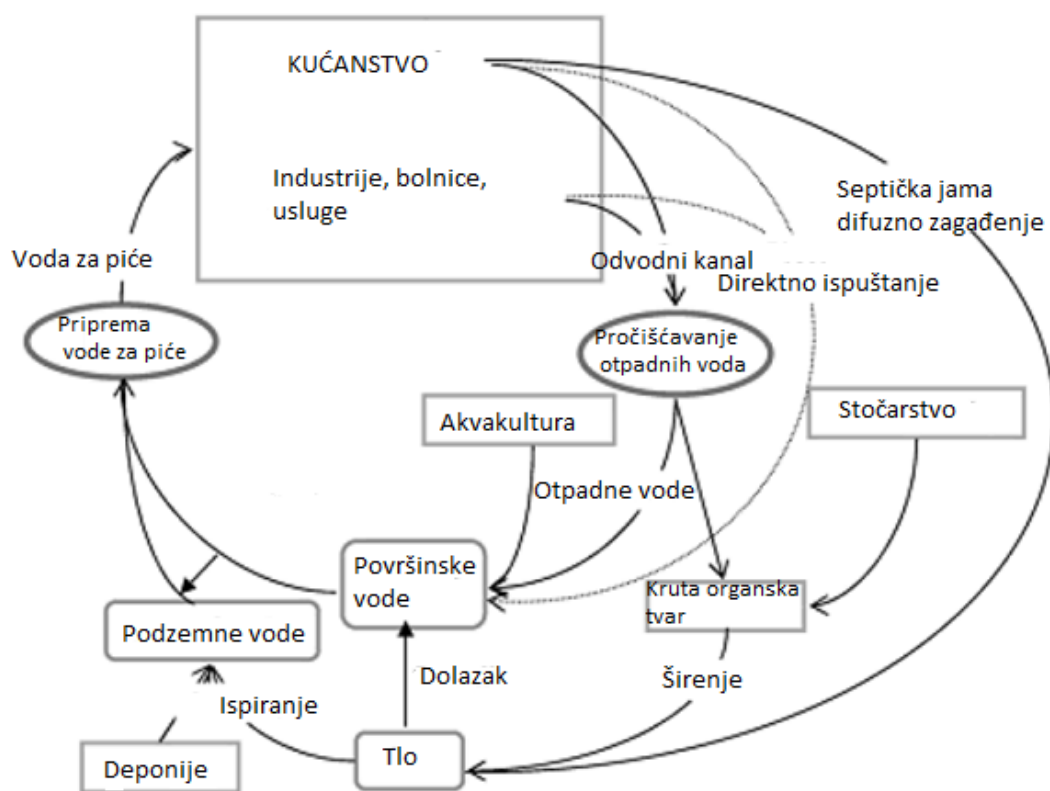 KUĆANSTVO
Industrije, bolnice,
usluge
Septička jama
difuzno zagađenje
Voda za piće
Odvodni kanal
Direktno ispuštanje
Priprema
vode za piće
Pročišćavanje
otpadnih voda
Akvakultura
Stočarstvo
Otpadne vode
Površinske
vode
Kruta organska
tvar
Podzemne vode
Dolazak
Širenje
Ispiranje
Deponije
Tlo